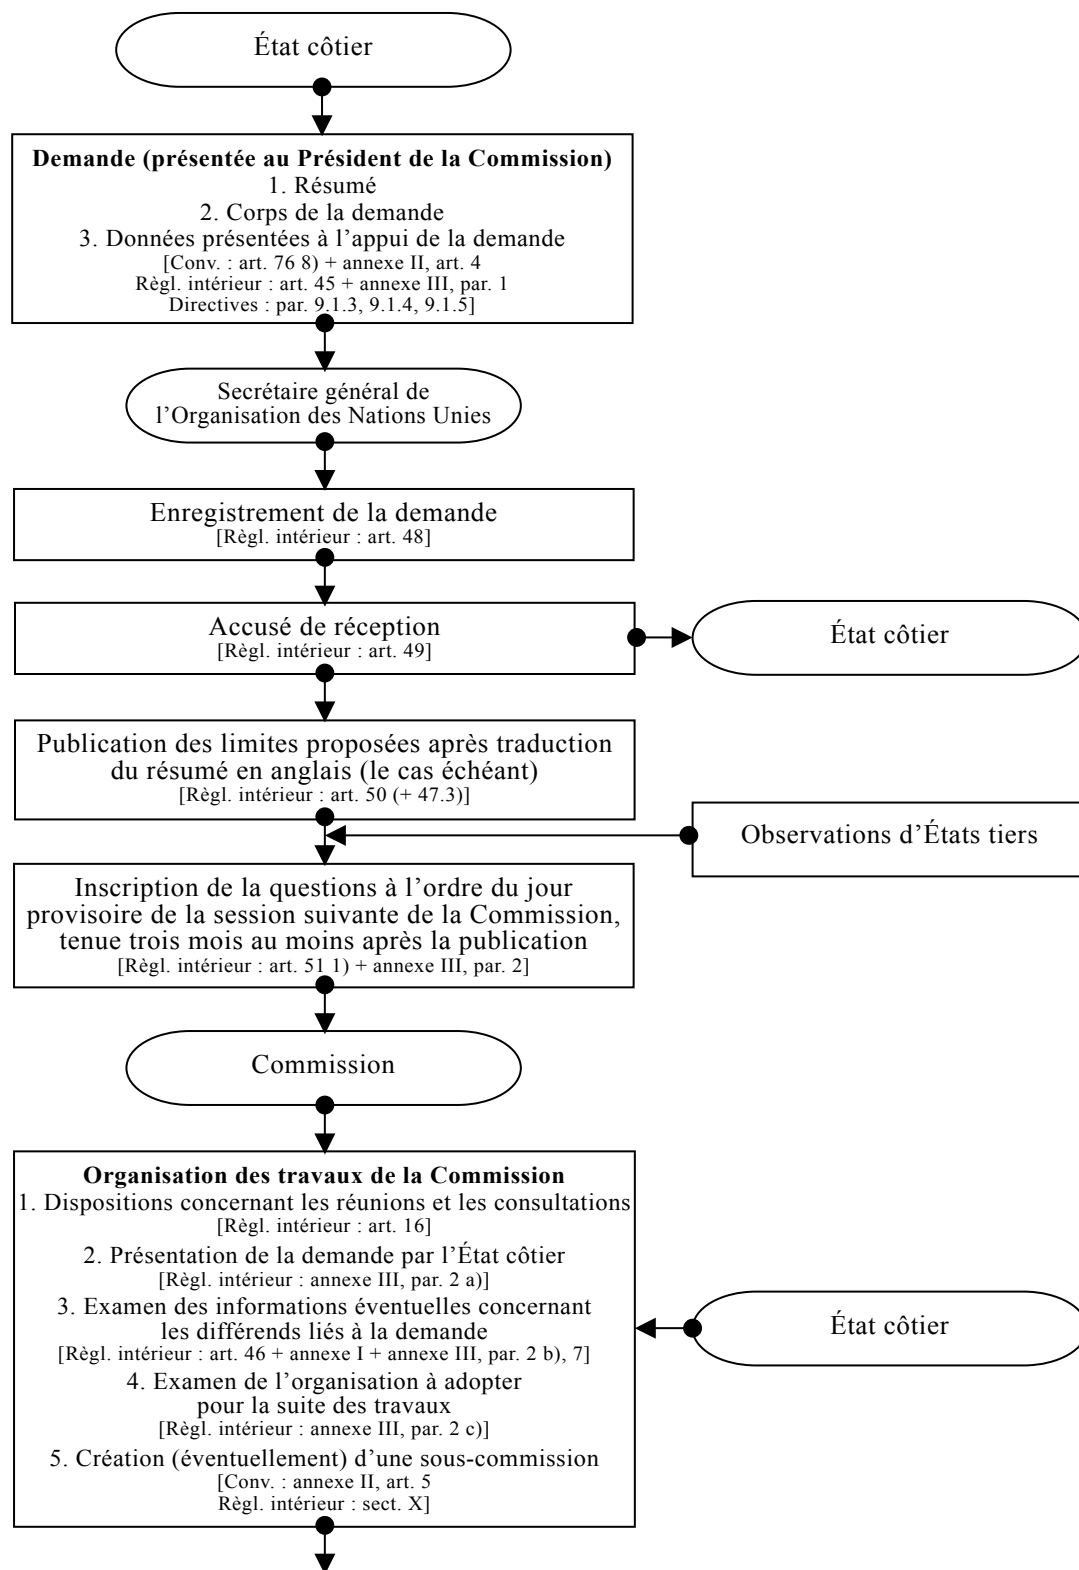 État côtier
Demande (présentée au Président de la Commission)
1. Résumé
2. Corps de la demande
3. Données présentées à l’appui de la demande
[Conv. : art. 76 8) + annexe II, art. 4
Règl. intérieur : art. 45 + annexe III, par. 1
Directives : par. 9.1.3, 9.1.4, 9.1.5]
Secrétaire général de
l’Organisation des Nations Unies
Enregistrement de la demande
[Règl. intérieur : art. 48]
Accusé de réception
[Règl. intérieur : art. 49]
État côtier
Publication des limites proposées après traduction
du résumé en anglais (le cas échéant)
[Règl. intérieur : art. 50 (+ 47.3)]
Observations d’États tiers
Inscription de la questions à l’ordre du jour
provisoire de la session suivante de la Commission,
tenue trois mois au moins après la publication
[Règl. intérieur : art. 51 1) + annexe III, par. 2]
Commission
Organisation des travaux de la Commission
1. Dispositions concernant les réunions et les consultations
[Règl. intérieur : art. 16]
2. Présentation de la demande par l’État côtier
[Règl. intérieur : annexe III, par. 2 a)]
3. Examen des informations éventuelles concernant
les différends liés à la demande
[Règl. intérieur : art. 46 + annexe I + annexe III, par. 2 b), 7]
4. Examen de l’organisation à adopter
pour la suite des travaux
[Règl. intérieur : annexe III, par. 2 c)]
5. Création (éventuellement) d’une sous-commission
[Conv. : annexe II, art. 5
Règl. intérieur : sect. X]
État côtier